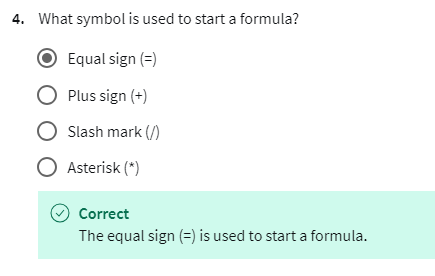 4. What symbol is used to start a formula?
Equal sign (=)
Plus sign (+)
Slash mark (/)
Asterisk (*)
Correct
The equal sign (=) is used to start a formula.